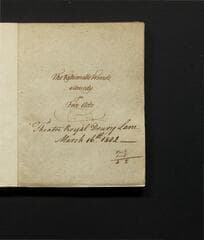 The Fashionable Friends
a Comedy
in
Five Acts
Theatre Royal Drury Lane
March 16th 1802